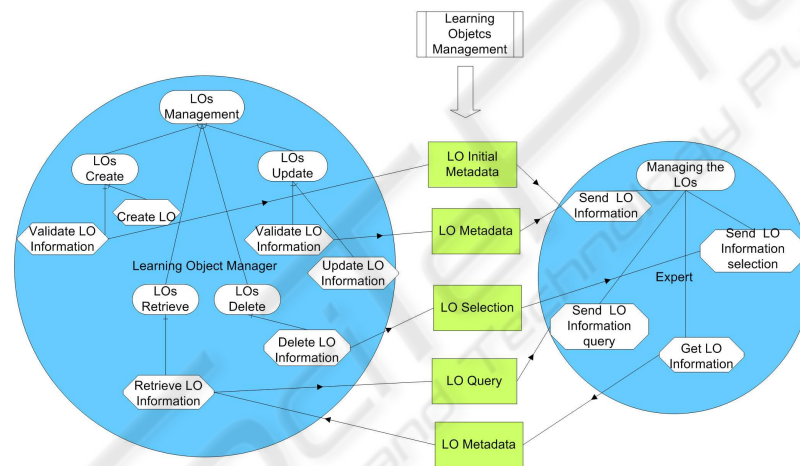 Learning
Objetcs
Management
LOs
Management
LOs
Create
LOs
Update
Create LO
Validate LO
Information
Validate LO
Information
Update LO
Information
Learning Object Manager
LOs
Retrieve
LOs
Delete
Delete LO
Information
Retrieve LO
Information
LO Initial
Metadata
LO Metadata
LO Selection
LO Query
LO Metadata
Managing the
LOs
Send LO
Information
Send LO
Information
selection
Expert
Send LO
Information
query
Get LO
Information